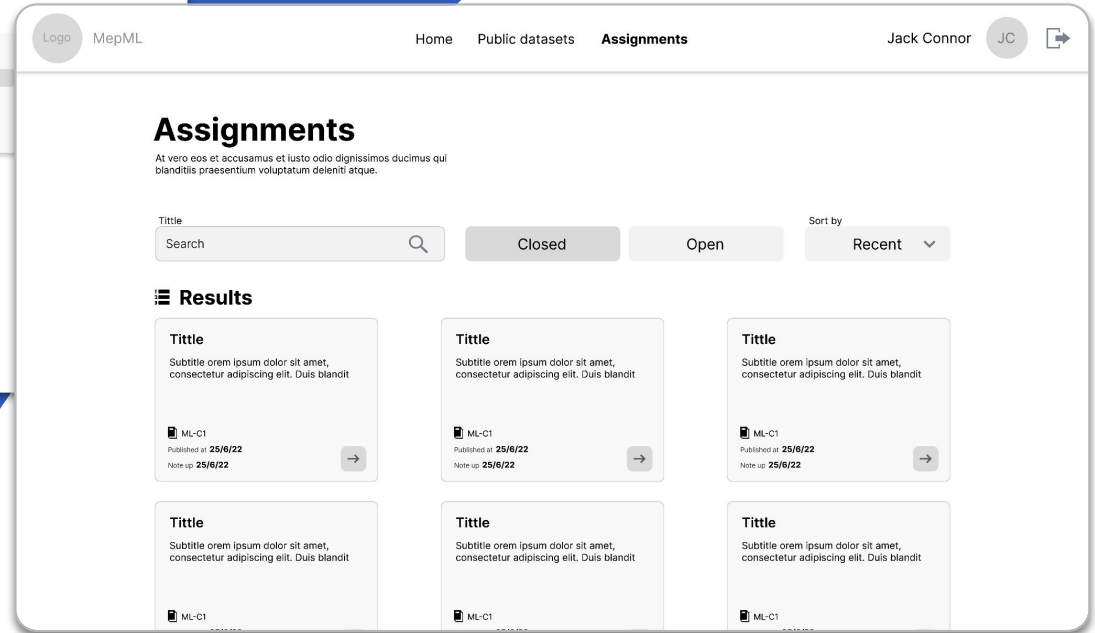 Logo MepML Home Public datasets Assignments Jack Connor JC
Assignments
At vero eos et accusamus et iusto odio dignissimos ducimus qui
blanditiis praesentium voluptatum deleniti atque.
Tittle
Sort by
Search
Closed
Open
Recent
Results
Tittle
Subtitle orem ipsum dolor sit amet,
consectetur adipiscing elit. Duis blandit
ML-C1
Published at 25/6/22
Note up 25/6/22
Tittle
Subtitle orem ipsum dolor sit amet,
consectetur adipiscing elit. Duis blandit
ML-C1
Published at 25/6/22
Note up 25/6/22
Tittle
Subtitle orem ipsum dolor sit amet,
consectetur adipiscing elit. Duis blandit
ML-C1
Published at 25/6/22
Note up 25/6/22
Tittle
Subtitle orem ipsum dolor sit amet,
consectetur adipiscing elit. Duis blandit
ML-C1
Tittle
Subtitle orem ipsum dolor sit amet,
consectetur adipiscing elit. Duis blandit
ML-C1
Tittle
Subtitle orem ipsum dolor sit amet,
consectetur adipiscing elit. Duis blandit
ML-C1